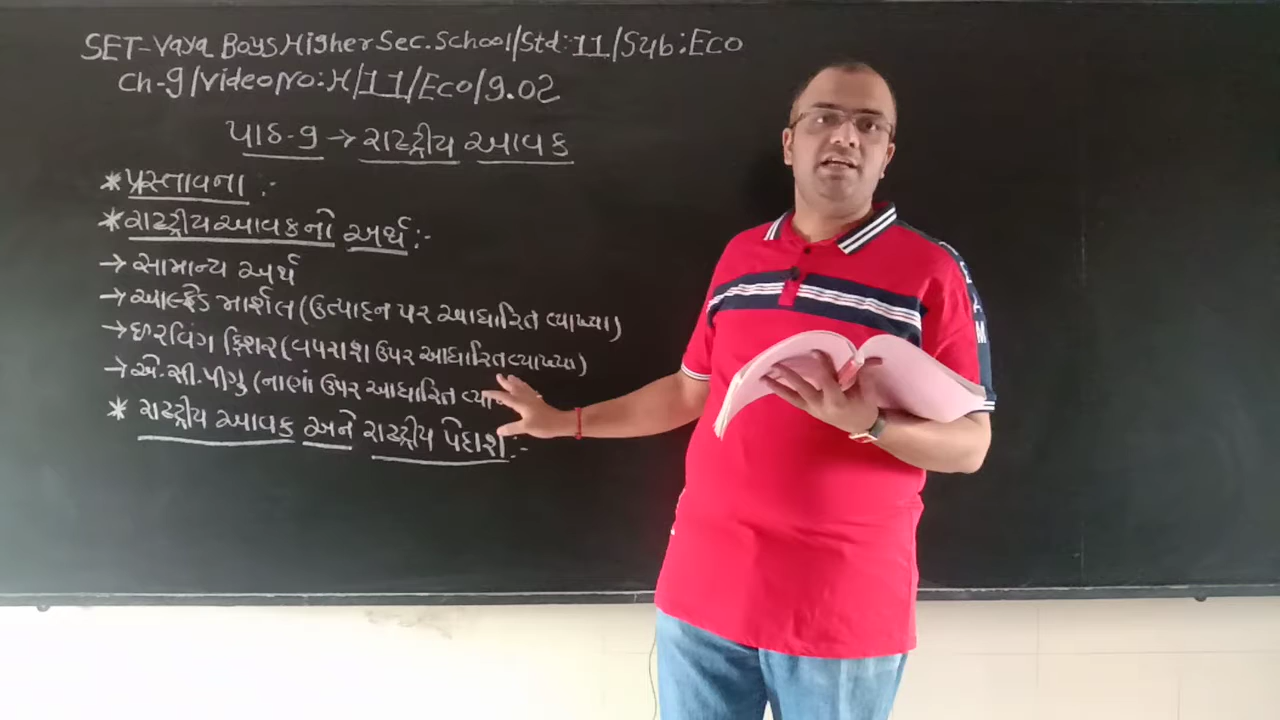 SET-Vaya Boys Higher Sec. School/Std:11/Sub:Eco
Ch-9/Video No:H/11/Eco/9.02
પાઠ-9 → રાષ્ટ્રીય આવક
* પ્રસ્તાવના :-
* રાષ્ટ્રીય આવકનો અર્થ :-
→ સામાન્ય અર્થ
→ આલ્ફ્રેડ માર્શલ (ઉત્પાદન પર આધારિત વ્યાખ્યા)
→ ઇરવિંગ ફિશર (વપરાશ ઉપર આધારિત વ્યાખ્યા)
→ એ.સી.પીગુ (નાણાં ઉપર આધારિત
* રાષ્ટ્રીય આવક અને રાષ્ટ્રીય પેદાશ :-
M